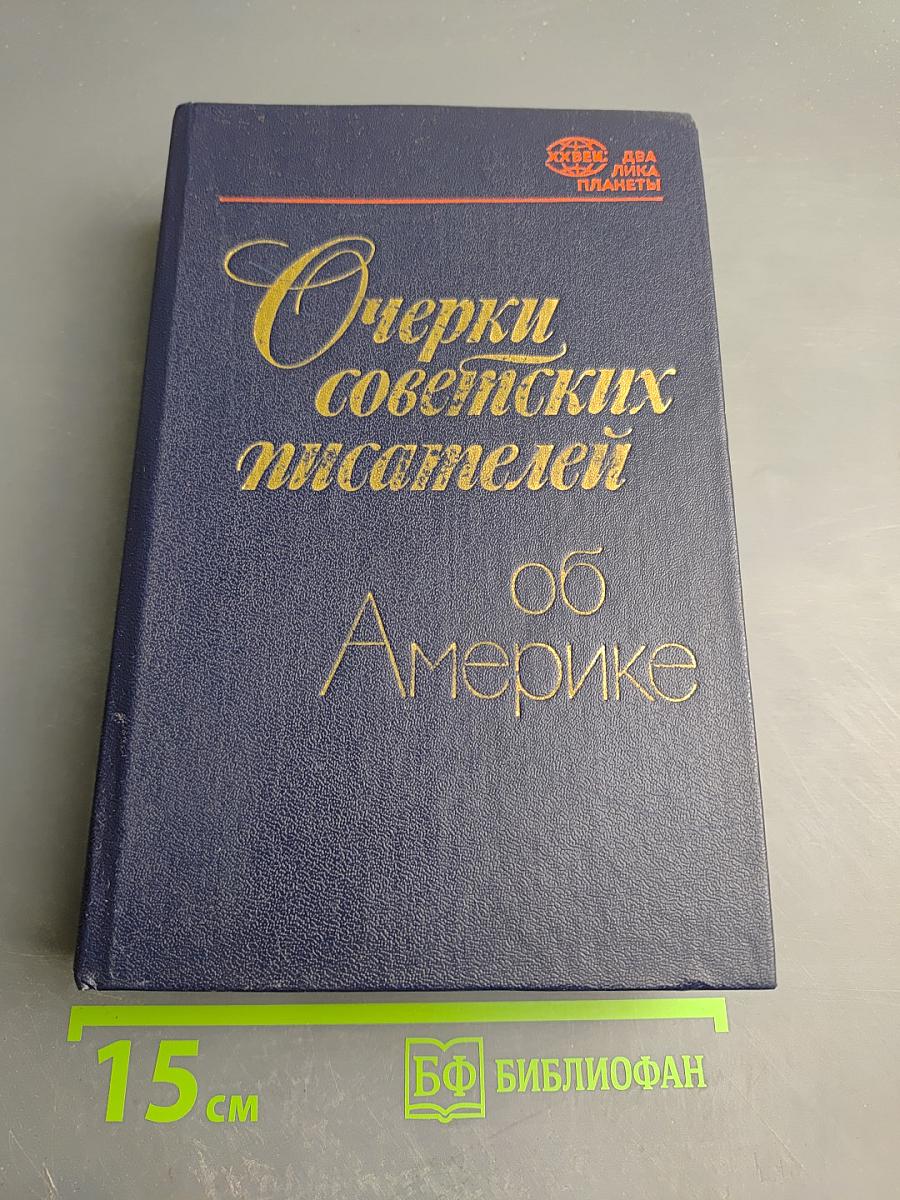 XX ВЕК: ДВА
ЛИКА
ПЛАНЕТЫ
Очерки
советских
писателей
об
Америке
15 см
БФ БИБЛИОФАН